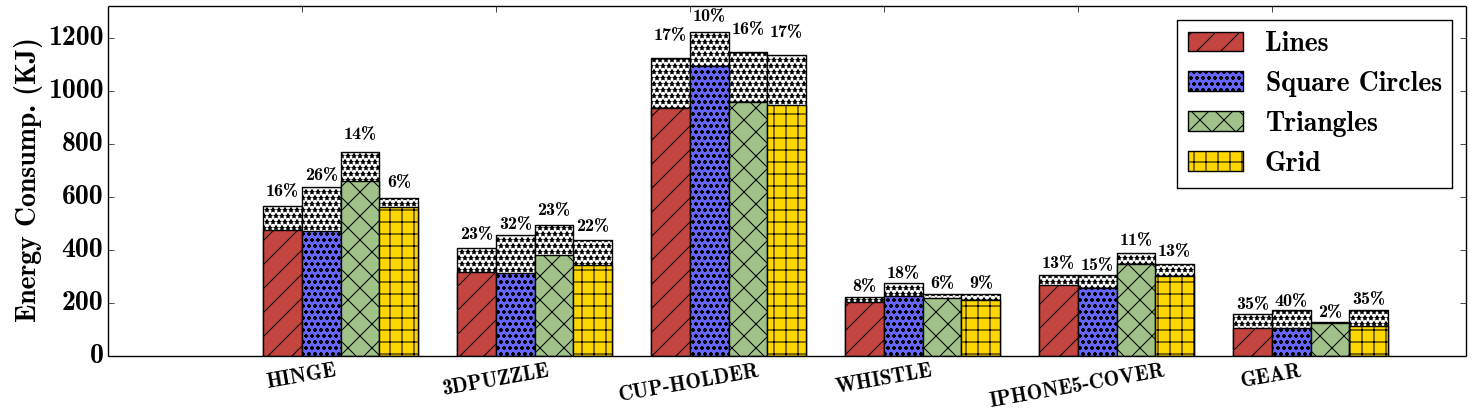 Energy Consump. (KJ)
1200
1000
800
600
400
200
0
16% 26% 14% 6%
23% 32% 23% 22%
17% 10% 16% 17%
8% 18% 6% 9%
13% 15% 11% 13%
35% 40% 2% 35%
HINGE
3DPUZZLE
CUP-HOLDER
WHISTLE
IPHONE5-COVER
GEAR
Lines
Square Circles
Triangles
Grid